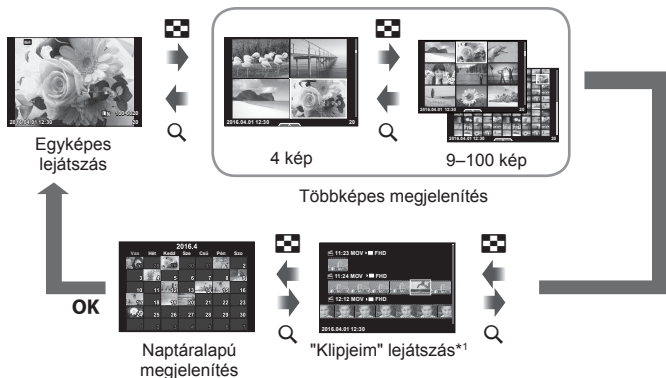 2016.04.01 12:30 20
Egyképes
lejátszás
2016.04.01 12:30 20
4 kép
2016.04.01 12:30 20
9–100 kép
Többképes megjelenítés
2016.4
Vas Hét Kedd Sze Csü Pén Szo
OK
Naptáralapú
megjelenítés
11:23 MOV FHD
11:24 MOV FHD
12:12 MOV FHD
2016.04.01 12:30
"Klipjeim" lejátszás*1